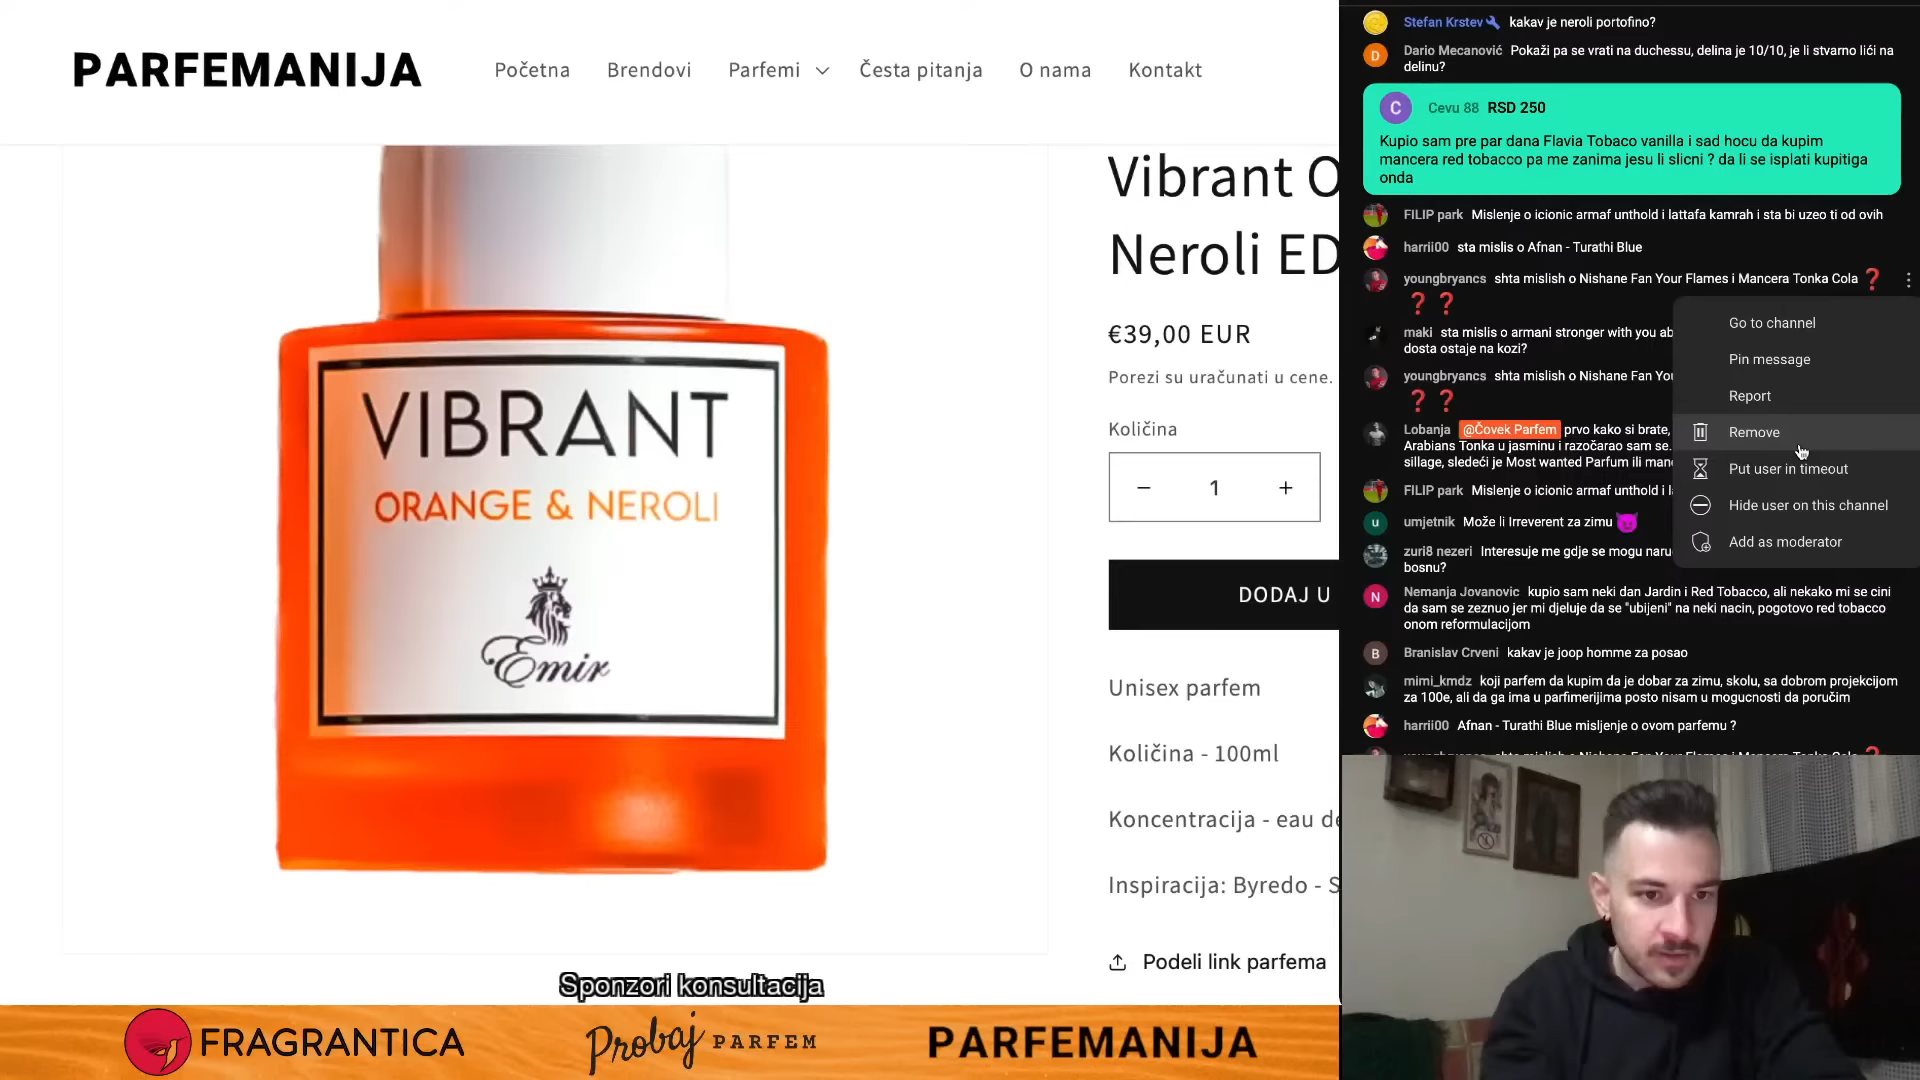 PARFEMANIJA
Početna
Brendovi
Parfemi
Česta pitanja
O nama
Kontakt
VIBRANT
ORANGE & NEROLI
Emir
Vibrant O
Neroli ED
€39,00 EUR
Porezi su uračunati u cene.
Količina
− 1 +
DODAJ U
Unisex parfem
Količina - 100ml
Koncentracija - eau de
Inspiracija: Byredo - S
Podeli link parfema
Sponzori konsultacija
FRAGRANTICA
Probaj PARFEM
PARFEMANIJA
Stefan Krstev kakav je neroli portofino?
Dario Mecanović Pokaži pa se vrati na duchessu, delina je 10/10, je li stvarno lići na
delinu?
C
Cevu 88 RSD 250
Kupio sam pre par dana Flavia Tobaco vanilla i sad hocu da kupim
mancera red tobacco pa me zanima jesu li slicni ? da li se isplati kupitiga
onda
FILIP park Mislenje o icionic armaf unthold i lattafa kamrah i sta bi uzeo ti od ovih
harrii00 sta mislis o Afnan - Turathi Blue
youngbryancs shta mislish o Nishane Fan Your Flames i Mancera Tonka Cola ❓
❓ ❓
maki sta mislis o armani stronger with you ab
dosta ostaje na kozi?
youngbryancs shta mislish o Nishane Fan You
❓ ❓
Lobanja @Čovek Parfem prvo kako si brate,
Arabians Tonka u jasminu i razočarao sam se.
sillage, sledeći je Most wanted Parfum ili man
FILIP park Mislenje o icionic armaf unthold i l
umjetnik Može li Irreverent za zimu 😈
zuri8 nezeri Interesuje me gdje se mogu naru
bosnu?
Nemanja Jovanovic kupio sam neki dan Jardin i Red Tobacco, ali nekako mi se cini
da sam se zeznuo jer mi djeluje da se "ubijeni" na neki nacin, pogotovo red tobacco
onom reformulacijom
Branislav Crveni kakav je joop homme za posao
mimi_kmdz koji parfem da kupim da je dobar za zimu, skolu, sa dobrom projekcijom
za 100e, ali da ga ima u parfimerijima posto nisam u mogucnosti da poručim
harrii00 Afnan - Turathi Blue misljenje o ovom parfemu ?
youngbryancs shta mislish o Nishane Fan Your Flames i Mancera Tonka Cola ❓
Go to channel
Pin message
Report
Remove
Put user in timeout
Hide user on this channel
Add as moderator